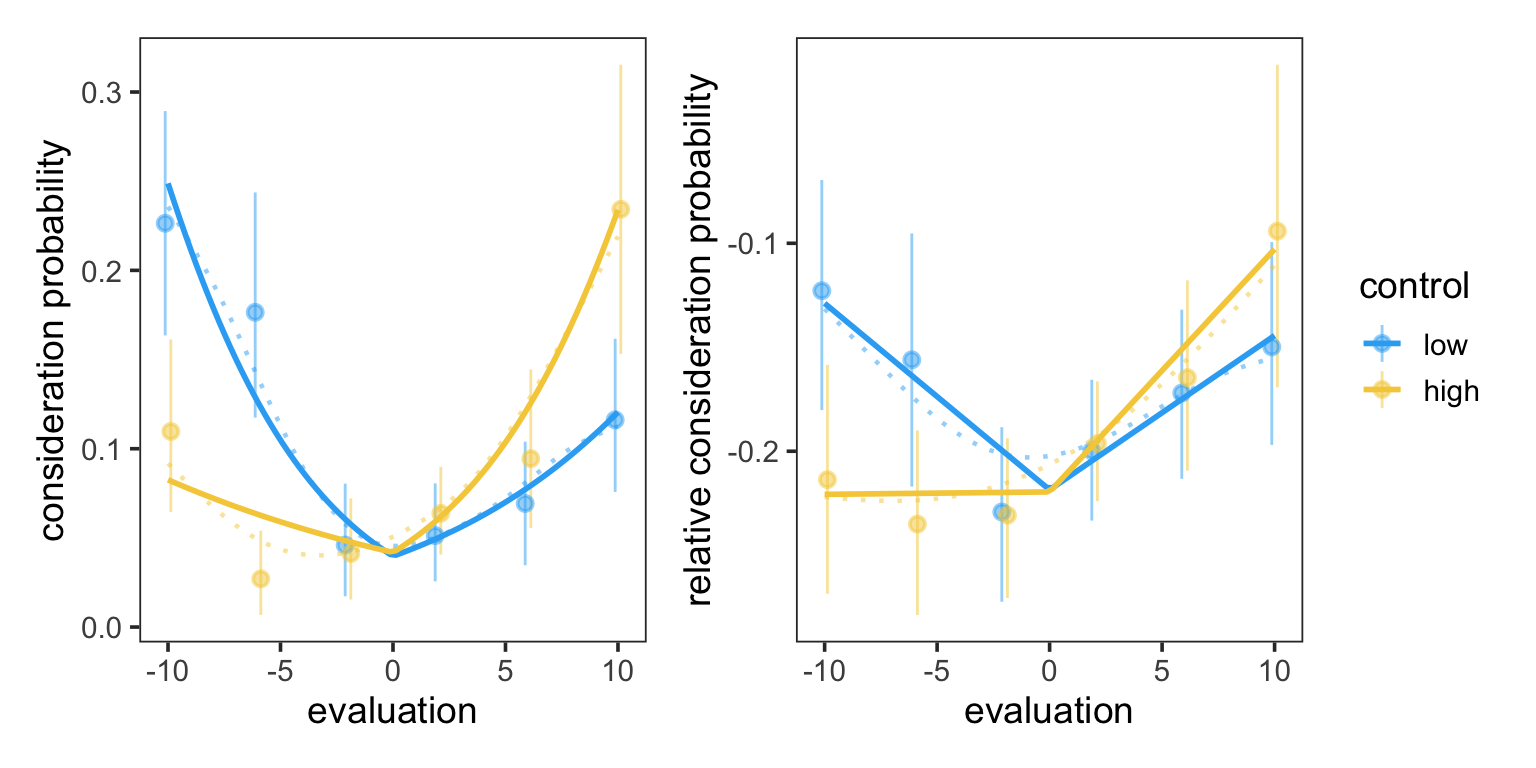 consideration probability
0.3
0.2
0.1
0.0
-10 -5 0 5 10
evaluation
relative consideration probability
-0.1
-0.2
-10 -5 0 5 10
evaluation
control
low
high